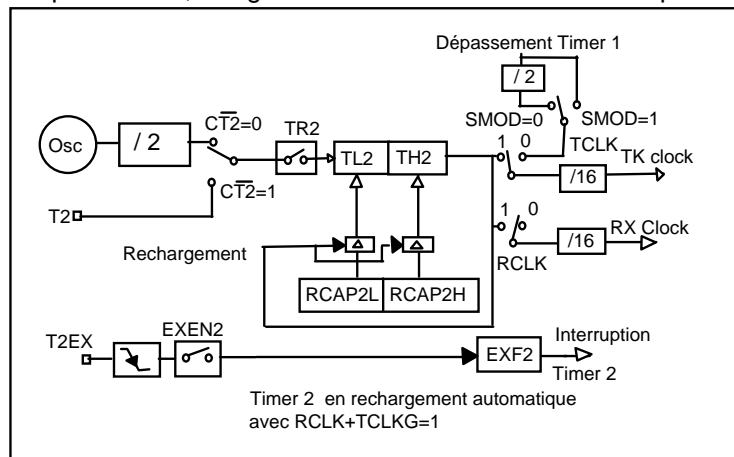 Dépassement Timer 1
/ 2
SMOD=0
SMOD=1
Osc
/ 2
CT2=0
TR2
TL2
TH2
1 0
TCLK
TK clock
/16
CT2=1
T2
1 0
RX Clock
/16
RCLK
Rechargement
RCAP2L
RCAP2H
T2EX
EXEN2
EXF2
Interruption
Timer 2
Timer 2 en rechargement automatique
avec RCLK+TCLKG=1